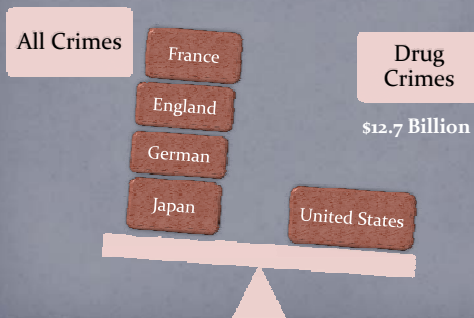 All Crimes
France
England
German
Japan
Drug
Crimes
$12.7 Billion
United States